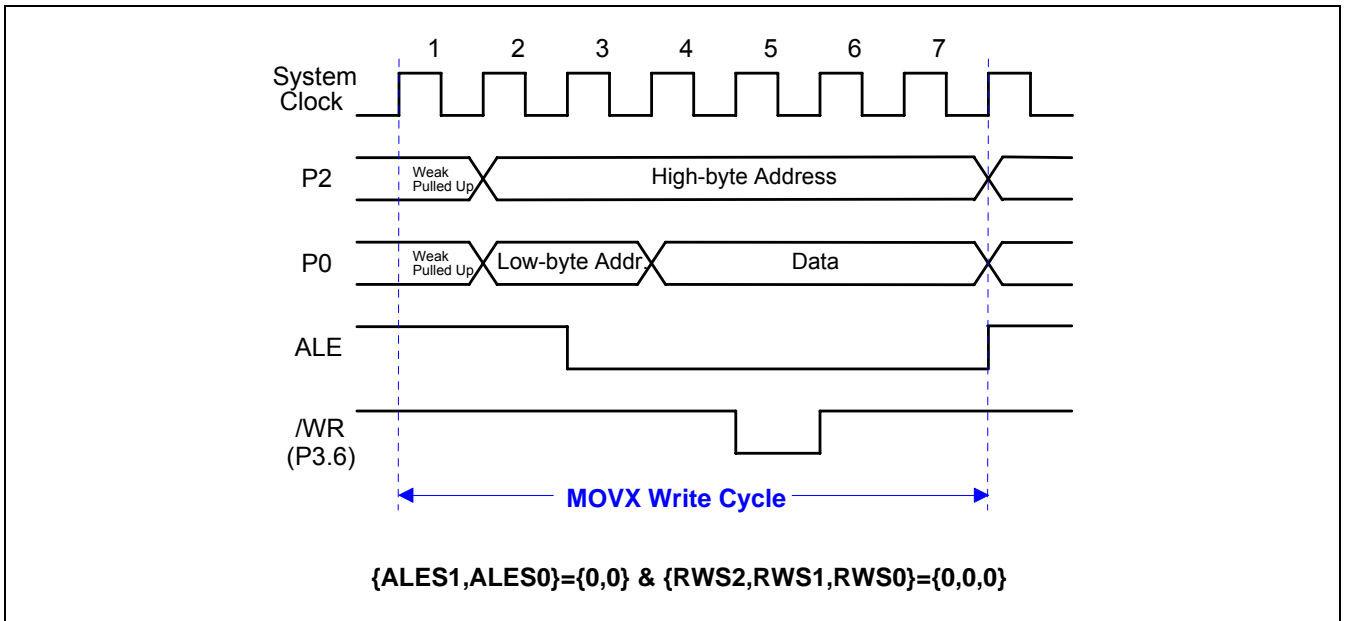 1 2 3 4 5 6 7
System
Clock
P2
Weak
Pulled Up
High-byte Address
P0
Weak
Pulled Up
Low-byte Addr.
Data
ALE
/WR
(P3.6)
MOVX Write Cycle
{ALES1,ALES0}={0,0} & {RWS2,RWS1,RWS0}={0,0,0}